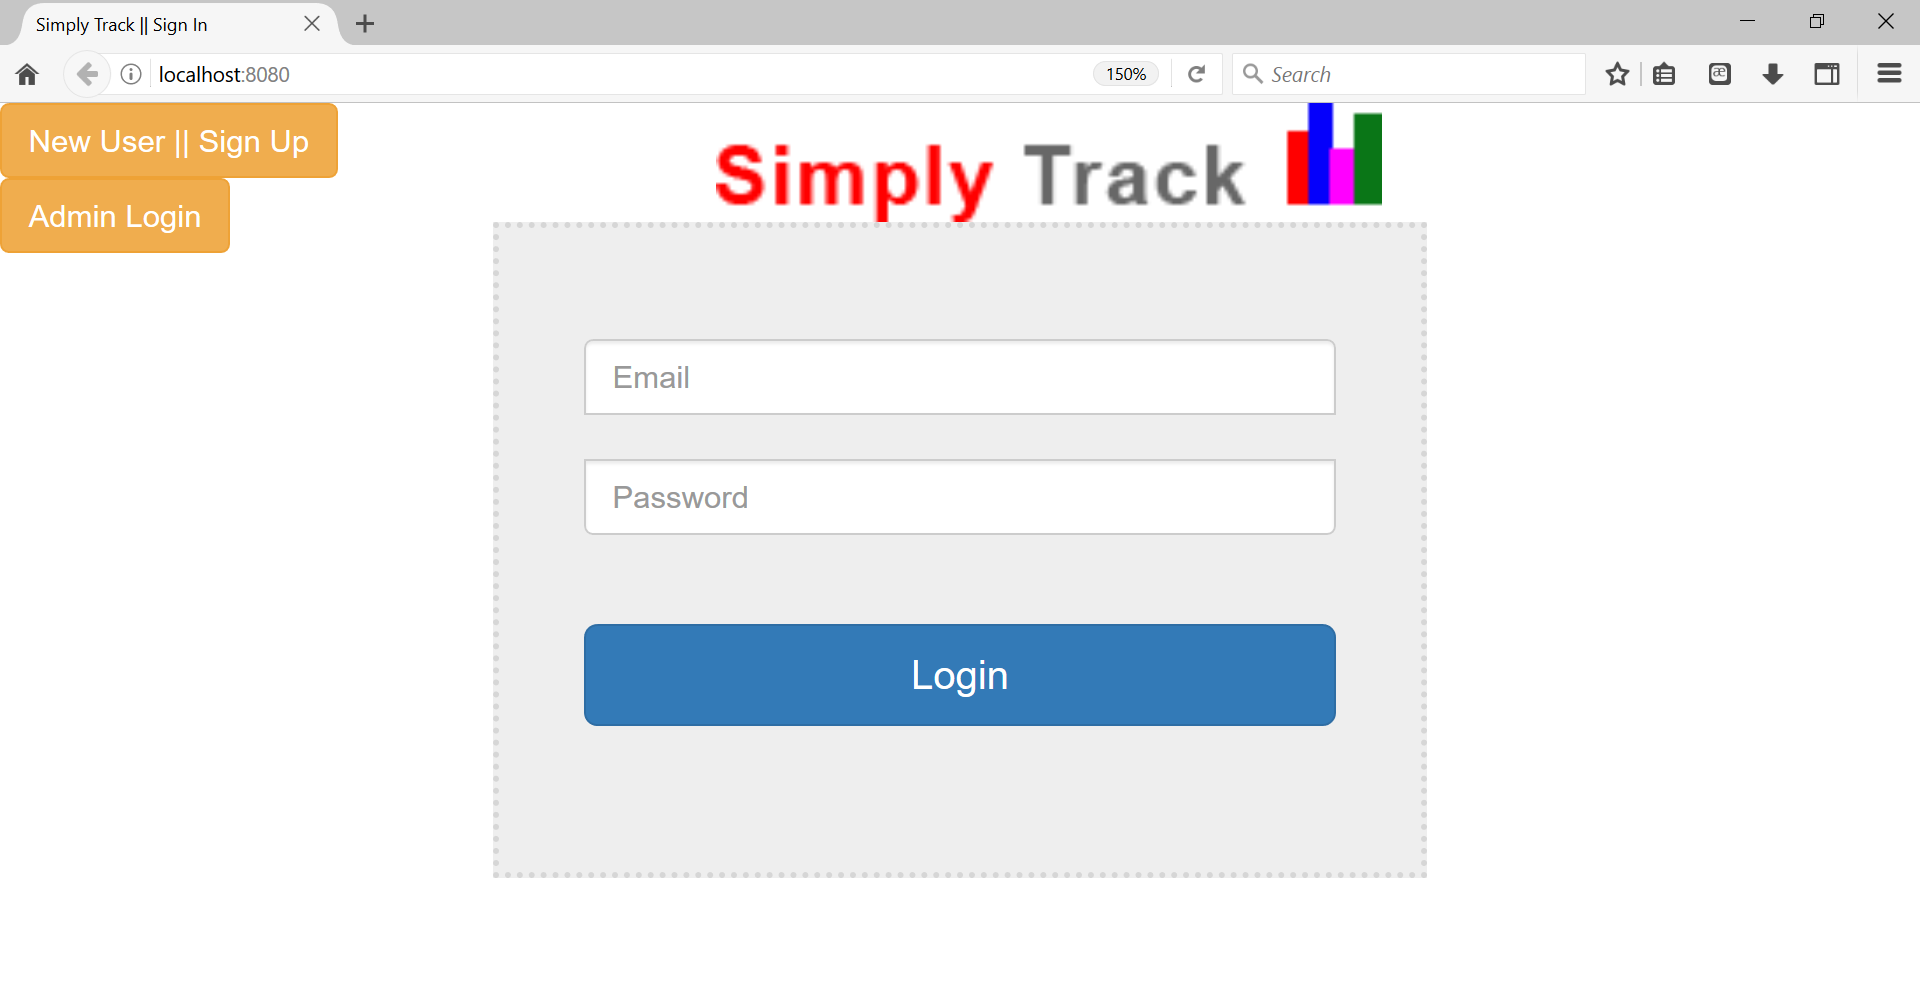 Simply Track || Sign In
localhost:8080
150%
Search
æ
New User || Sign Up
Admin Login
Simply Track
Email
Password
Login